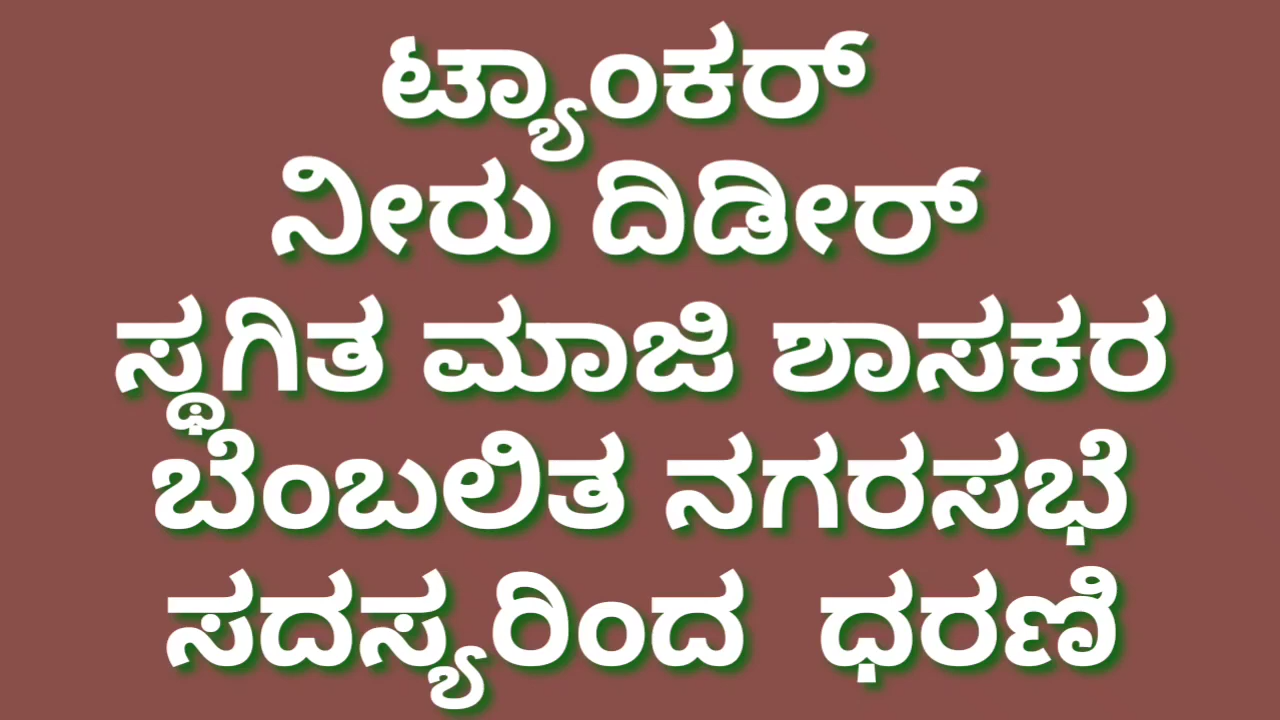 ಟ್ಯಾಂಕರ್
ನೀರು ದಿಡೀರ್
ಸ್ಥಗಿತ ಮಾಜಿ ಶಾಸಕರ
ಬೆಂಬಲಿತ ನಗರಸಭೆ
ಸದಸ್ಯರಿಂದ ಧರಣಿ